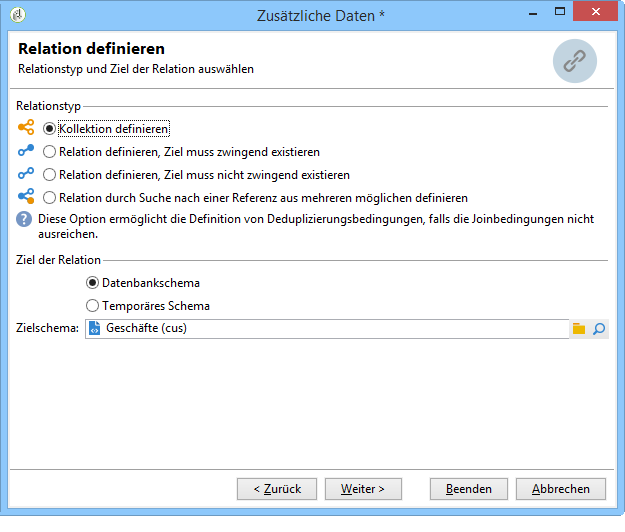 Zusätzliche Daten *
Relation definieren
Relationstyp und Ziel der Relation auswählen
Relationstyp
Kollektion definieren
Relation definieren, Ziel muss zwingend existieren
Relation definieren, Ziel muss nicht zwingend existieren
Relation durch Suche nach einer Referenz aus mehreren möglichen definieren
Diese Option ermöglicht die Definition von Deduplizierungsbedingungen, falls die Joinbedingungen nicht
ausreichen.
Ziel der Relation
Datenbankschema
Temporäres Schema
Zielschema: Geschäfte (cus)
< Zurück Weiter > Beenden Abbrechen